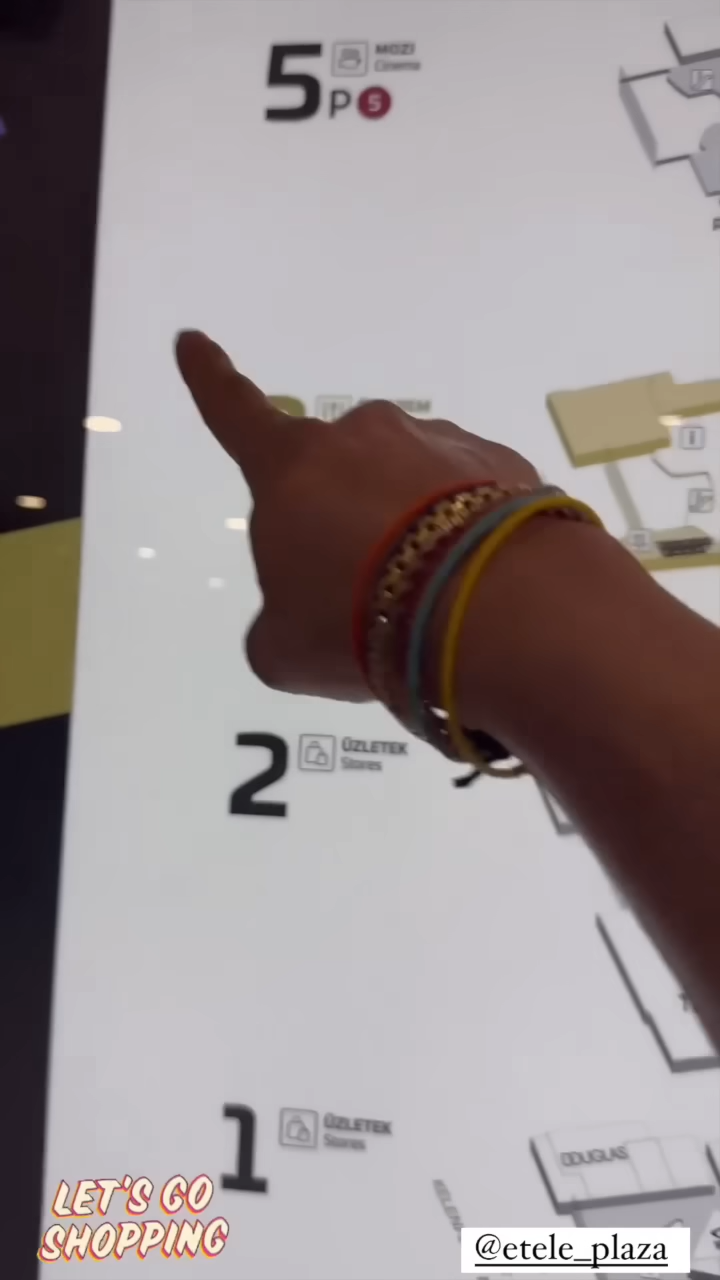 5
MOZI
Cinema
P 5
2
ÜZLETEK
Stores
1
ÜZLETEK
Stores
DOUGLAS
LET'S GO
SHOPPING
@etele_plaza